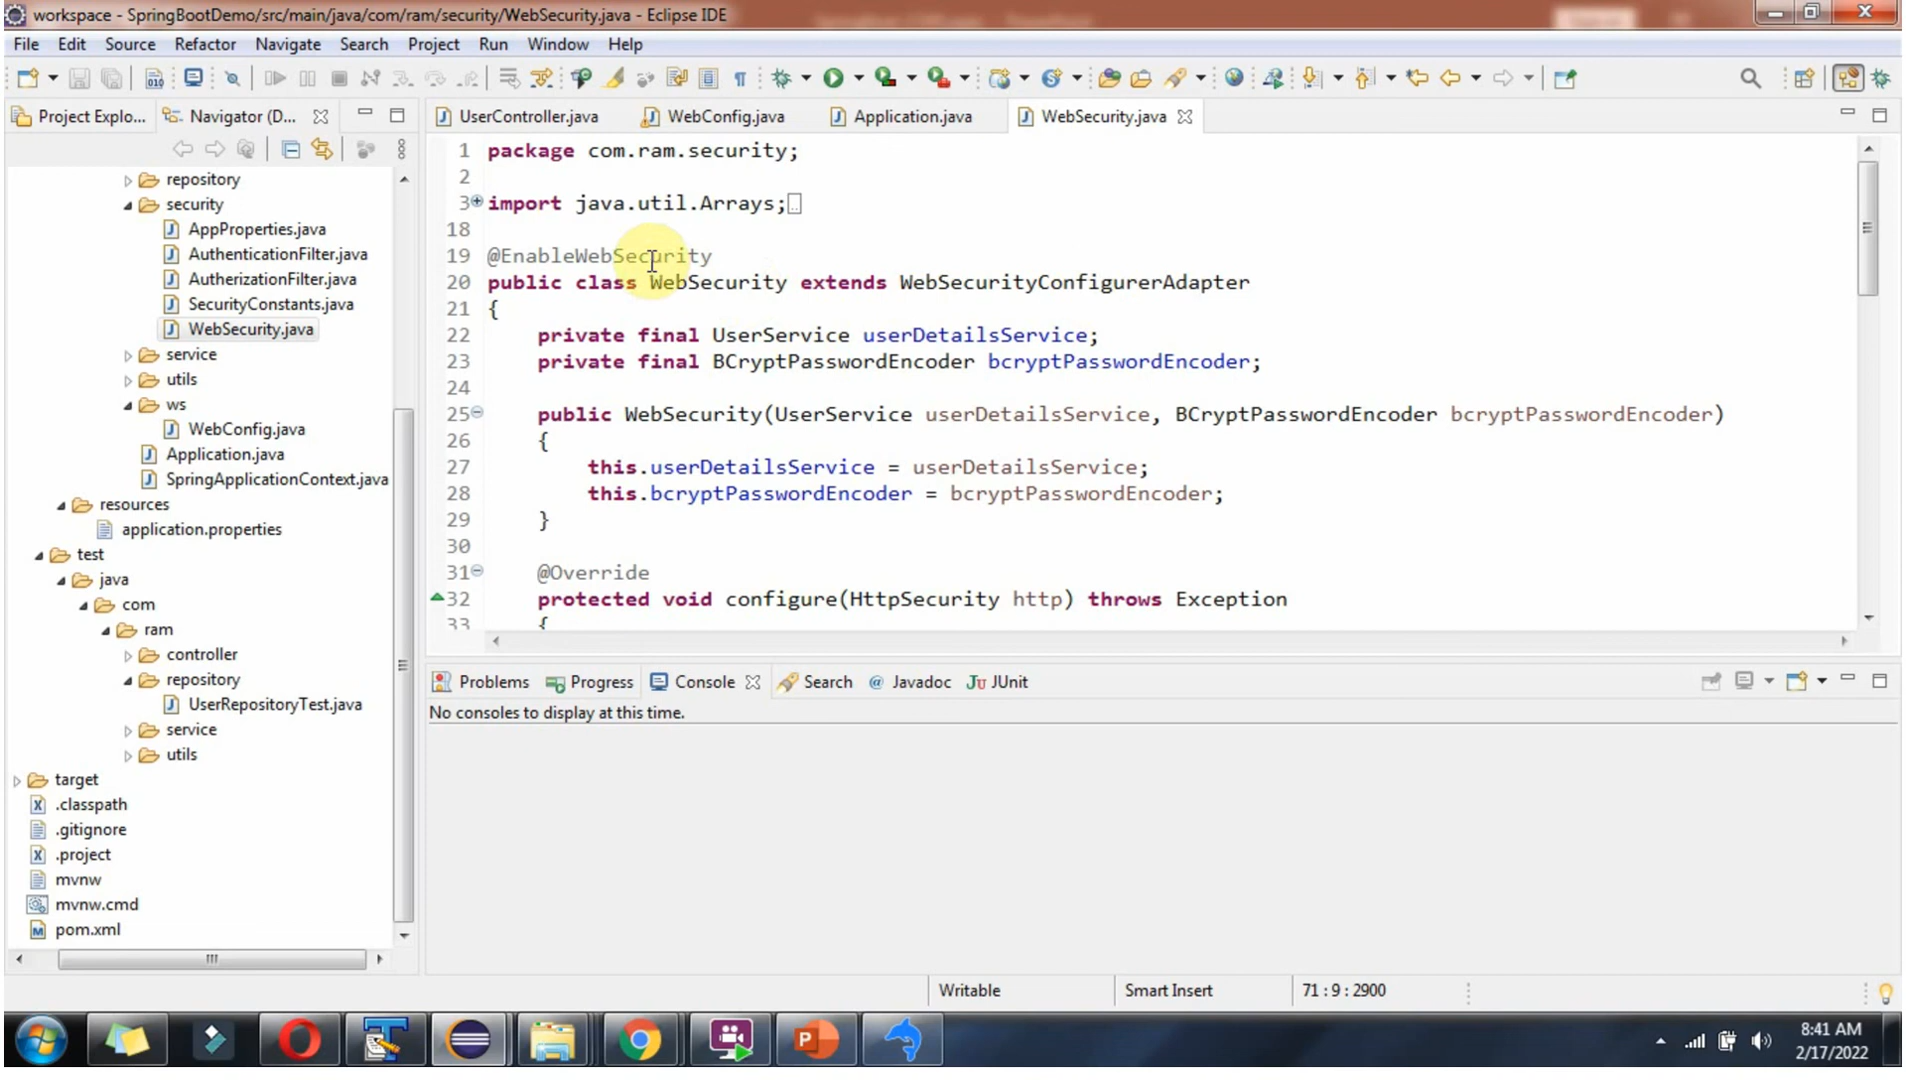 workspace - SpringBootDemo/src/main/java/com/ram/security/WebSecurity.java - Eclipse IDE
File Edit Source Refactor Navigate Search Project Run Window Help
Project Explo... Navigator (D...
repository
security
AppProperties.java
AuthenticationFilter.java
AutherizationFilter.java
SecurityConstants.java
WebSecurity.java
service
utils
ws
WebConfig.java
Application.java
SpringApplicationContext.java
resources
application.properties
test
java
com
ram
controller
repository
UserRepositoryTest.java
service
utils
target
.classpath
.gitignore
.project
mvnw
mvnw.cmd
pom.xml
UserController.java WebConfig.java Application.java WebSecurity.java
1 package com.ram.security;
2
3 import java.util.Arrays;
18
19 @EnableWebSecurity
20 public class WebSecurity extends WebSecurityConfigurerAdapter
21 {
22 private final UserService userDetailsService;
23 private final BCryptPasswordEncoder bcryptPasswordEncoder;
24
25 public WebSecurity(UserService userDetailsService, BCryptPasswordEncoder bcryptPasswordEncoder)
26 {
27 this.userDetailsService = userDetailsService;
28 this.bcryptPasswordEncoder = bcryptPasswordEncoder;
29 }
30
31 @Override
32 protected void configure(HttpSecurity http) throws Exception
33 {
Problems Progress Console Search @ Javadoc JUnit
No consoles to display at this time.
Writable Smart Insert 71 : 9 : 2900
8:41 AM
2/17/2022